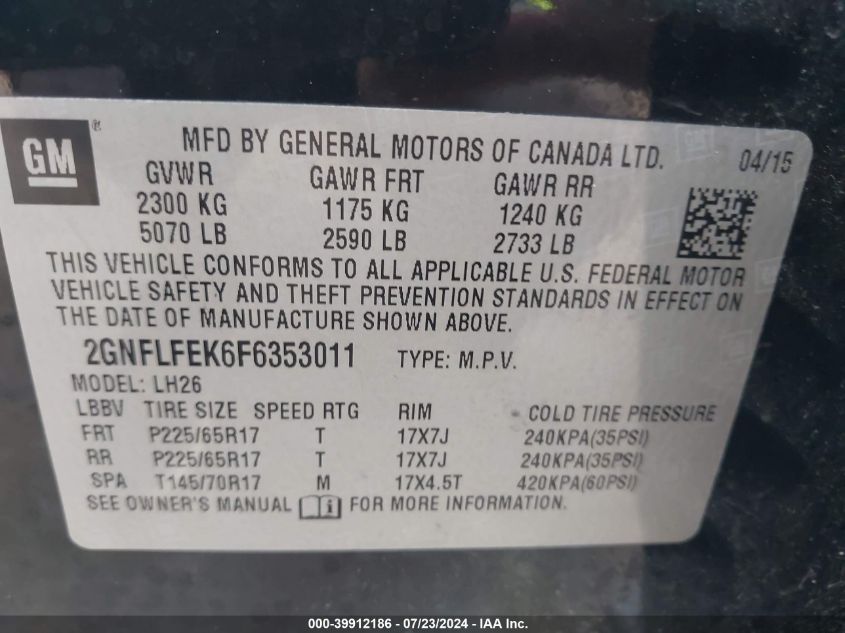 GM ®
MFD BY GENERAL MOTORS OF CANADA LTD. 04/15
GVWR GAWR FRT GAWR RR
2300 KG 1175 KG 1240 KG
5070 LB 2590 LB 2733 LB
THIS VEHICLE CONFORMS TO ALL APPLICABLE U.S. FEDERAL MOTOR
VEHICLE SAFETY AND THEFT PREVENTION STANDARDS IN EFFECT ON
THE DATE OF MANUFACTURE SHOWN ABOVE.
2GNFLFEK6F6353011 TYPE: M.P.V.
MODEL: LH26
LBBV TIRE SIZE SPEED RTG RIM COLD TIRE PRESSURE
FRT P225/65R17 T 17X7J 240KPA(35PSI)
RR P225/65R17 T 17X7J 240KPA(35PSI)
SPA T145/70R17 M 17X4.5T 420KPA(60PSI)
SEE OWNER'S MANUAL i FOR MORE INFORMATION.
000-39912186 - 07/23/2024 - IAA Inc.